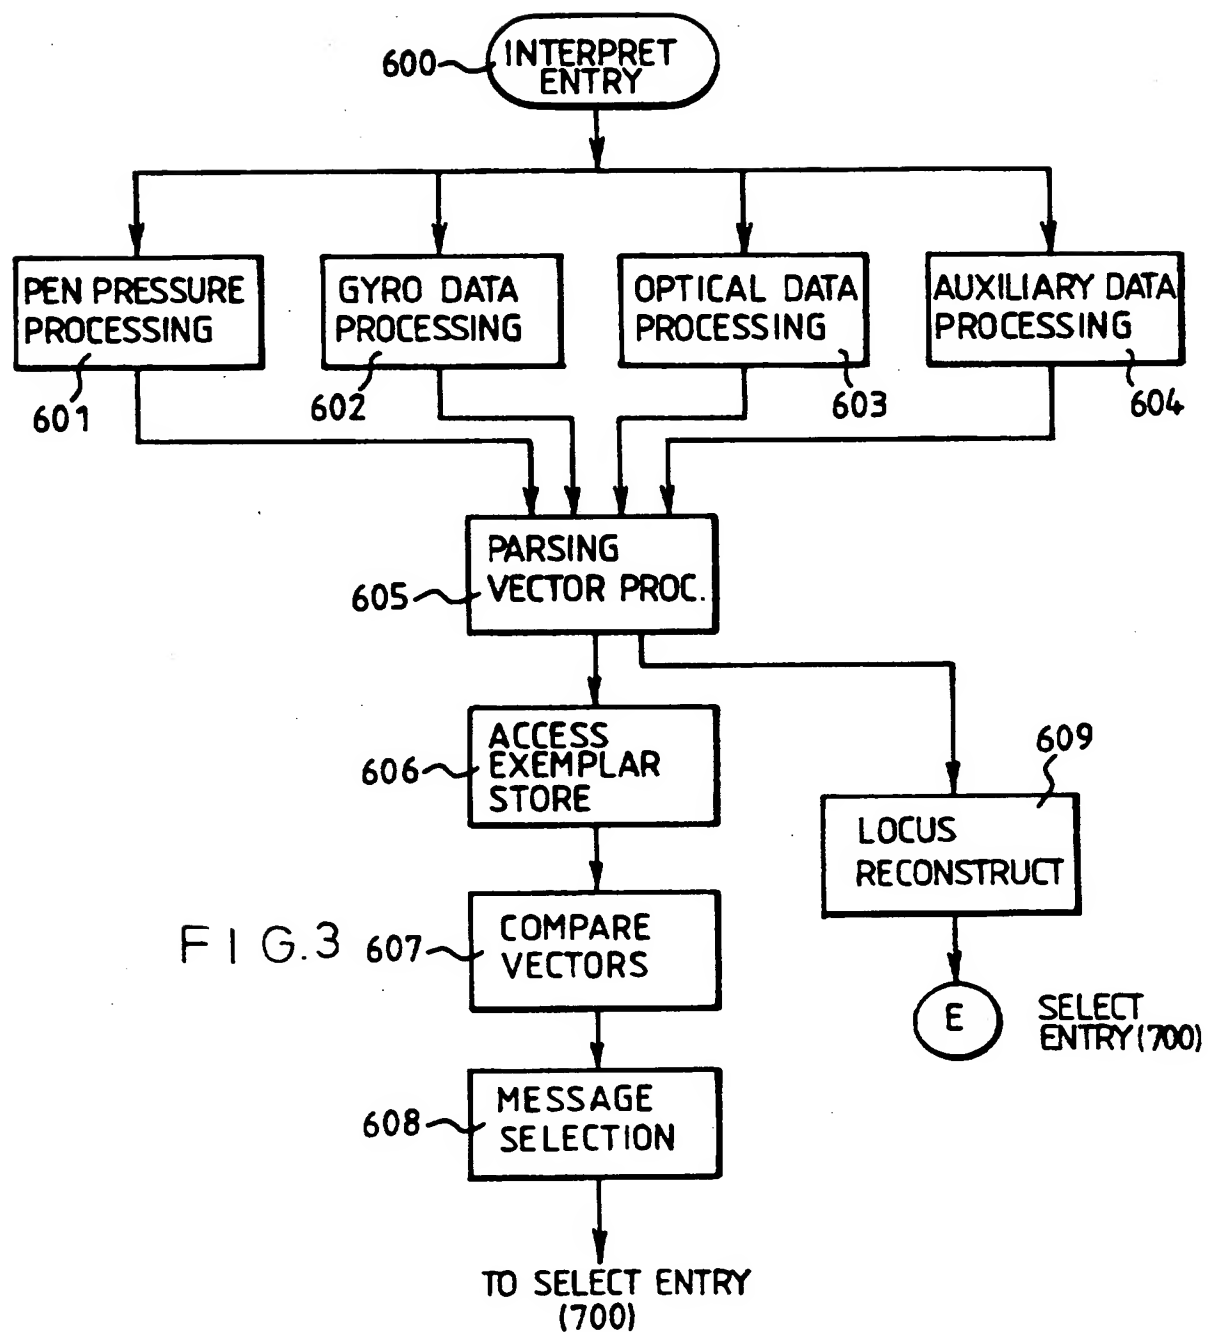 600
INTERPRET
ENTRY
PEN PRESSURE
PROCESSING
601
GYRO DATA
PROCESSING
602
OPTICAL DATA
PROCESSING
603
AUXILIARY DATA
PROCESSING
604
605
PARSING
VECTOR PROC.
606
ACCESS
EXEMPLAR
STORE
609
LOCUS
RECONSTRUCT
FIG.3
607
COMPARE
VECTORS
E
SELECT
ENTRY(700)
608
MESSAGE
SELECTION
TO SELECT ENTRY
(700)